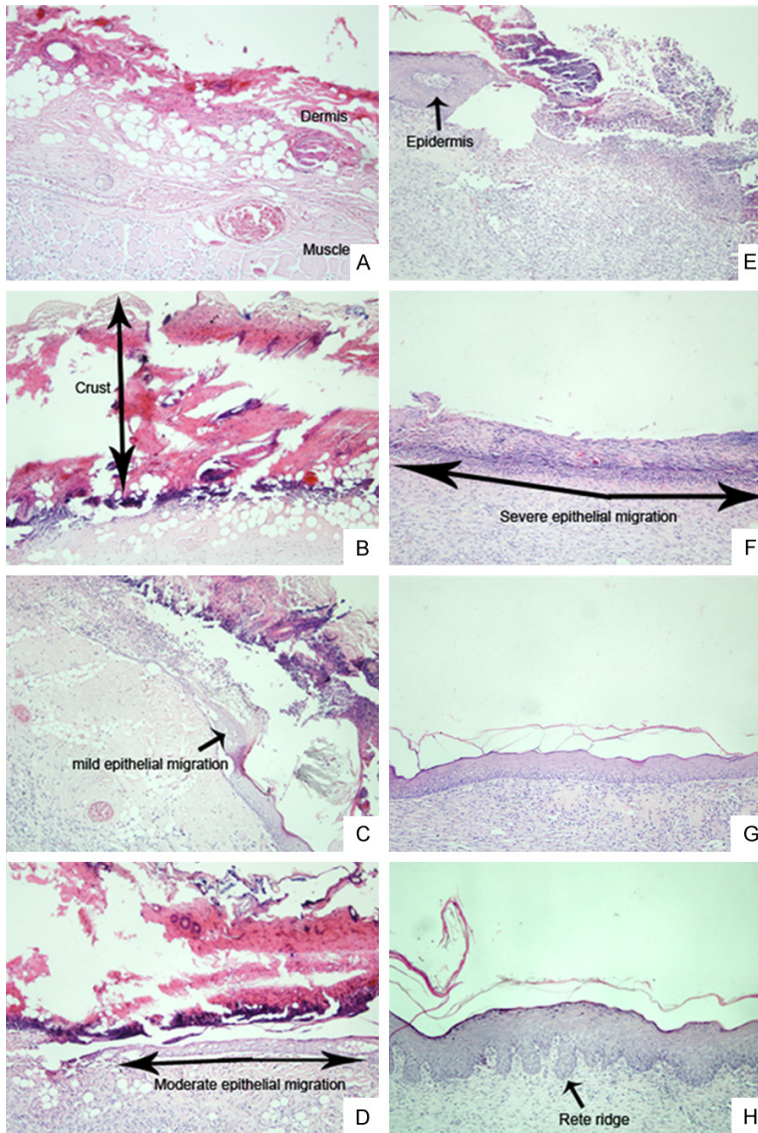 Dermis
Muscle
A
Crust
B
mild epithelial migration
C
Moderate epithelial migration
D
Epidermis
E
Severe epithelial migration
F
G
Rete ridge
H